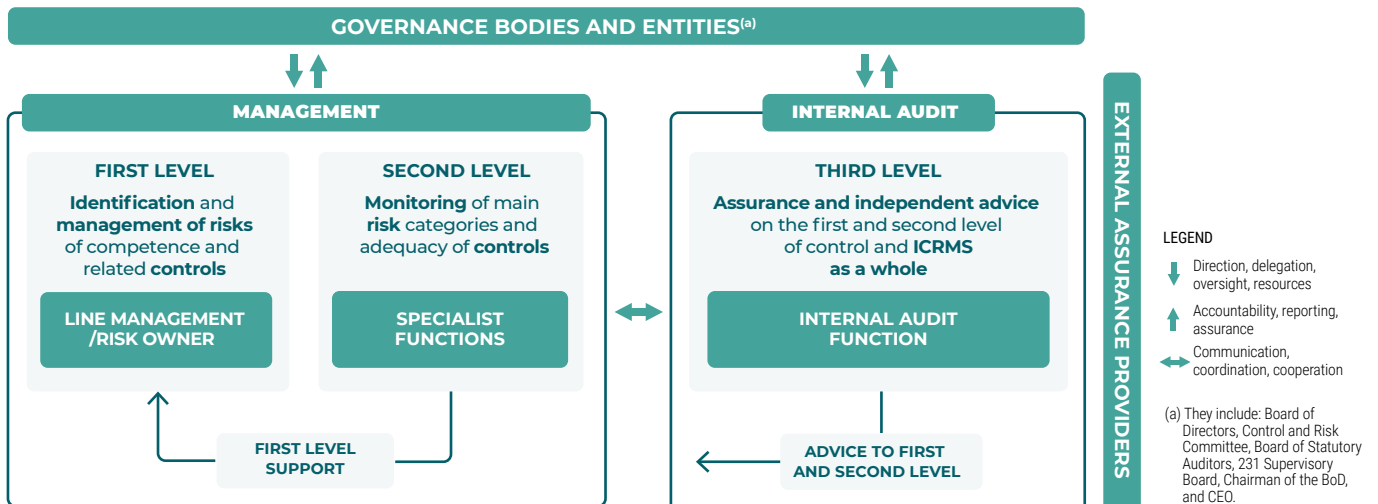 GOVERNANCE BODIES AND ENTITIES(a)
MANAGEMENT
FIRST LEVEL
Identification and
management of risks
of competence and
related controls
LINE MANAGEMENT
/RISK OWNER
SECOND LEVEL
Monitoring of main
risk categories and
adequacy of controls
SPECIALIST
FUNCTIONS
FIRST LEVEL
SUPPORT
INTERNAL AUDIT
THIRD LEVEL
Assurance and independent advice
on the first and second level
of control and ICRMS
as a whole
INTERNAL AUDIT
FUNCTION
ADVICE TO FIRST
AND SECOND LEVEL
EXTERNAL ASSURANCE PROVIDERS
LEGEND
Direction, delegation,
oversight, resources
Accountability, reporting,
assurance
Communication,
coordination, cooperation
(a) They include: Board of
Directors, Control and Risk
Committee, Board of Statutory
Auditors, 231 Supervisory
Board, Chairman of the BoD,
and CEO.